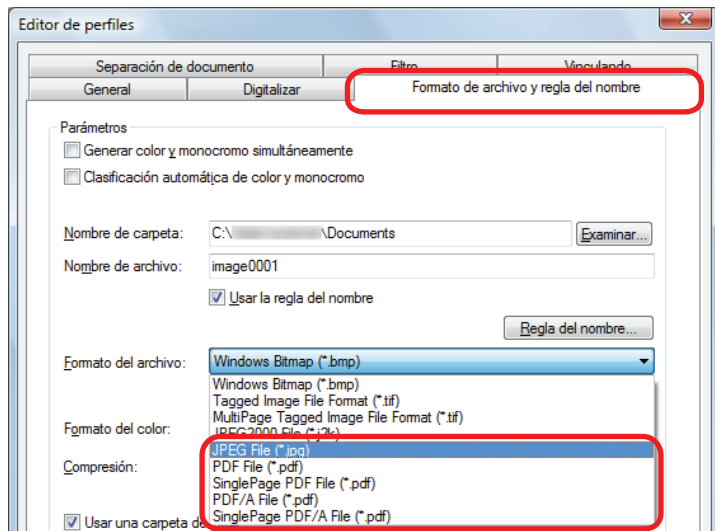 Editor de perfiles
Separación de documento Filtro Vinculando
General Digitalizar Formato de archivo y regla del nombre
Parámetros
Generar color y monocromo simultáneamente
Clasificación automática de color y monocromo
Nombre de carpeta: C:\ \Documents Examinar...
Nombre de archivo: image0001
Usar la regla del nombre
Regla del nombre...
Formato del archivo: Windows Bitmap (*.bmp)
Windows Bitmap (*.bmp)
Tagged Image File Format (*.tif)
MultiPage Tagged Image File Format (*.tif)
Formato del color: JPEG2000 File (*.j2k)
JPEG File (*.jpg)
Compresión: PDF File (*.pdf)
SinglePage PDF File (*.pdf)
PDF/A File (*.pdf)
Usar una carpeta de SinglePage PDF/A File (*.pdf)